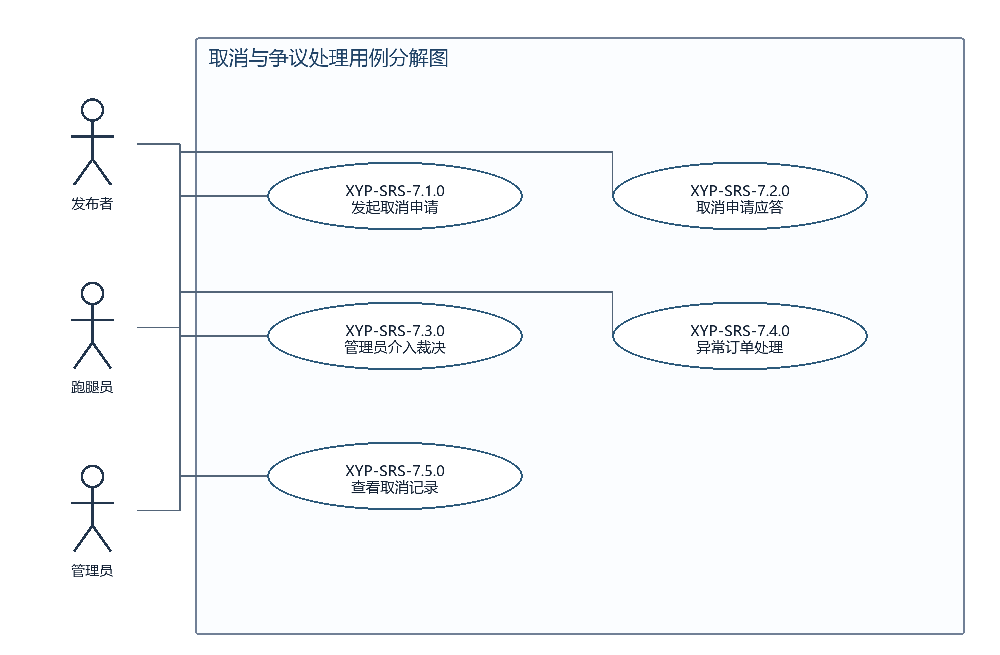 取消与争议处理用例分解图
发布者
XYP-SRS-7.1.0
发起取消申请
XYP-SRS-7.2.0
取消申请应答
跑腿员
XYP-SRS-7.3.0
管理员介入裁决
XYP-SRS-7.4.0
异常订单处理
管理员
XYP-SRS-7.5.0
查看取消记录